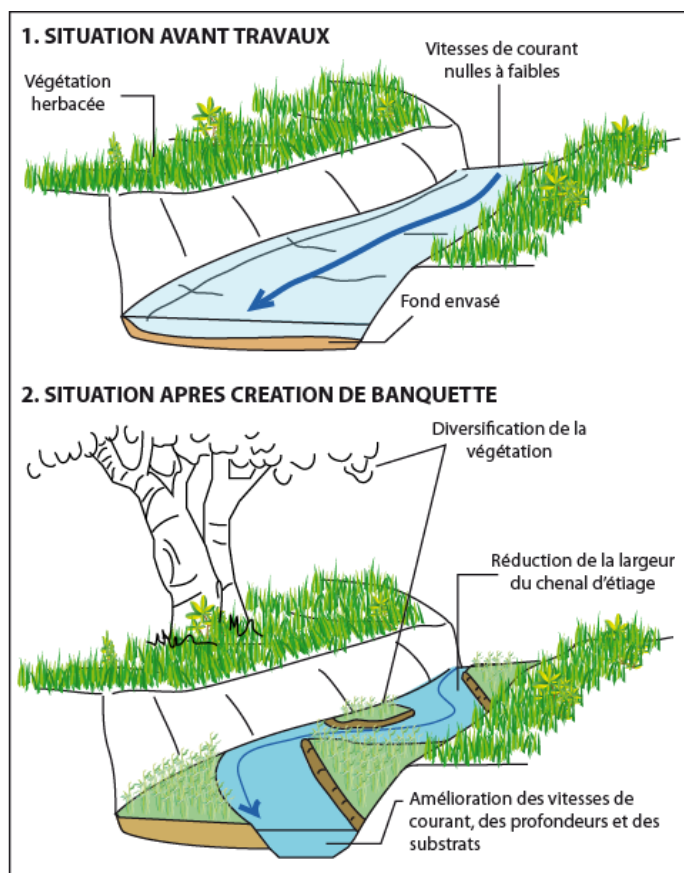 1. SITUATION AVANT TRAVAUX
Végétation
herbacée
Vitesses de courant
nulles à faibles
Fond envasé
2. SITUATION APRES CREATION DE BANQUETTE
Diversification de la
végétation
Réduction de la largeur
du chenal d'étiage
Amélioration des vitesses de
courant, des profondeurs et des
substrats